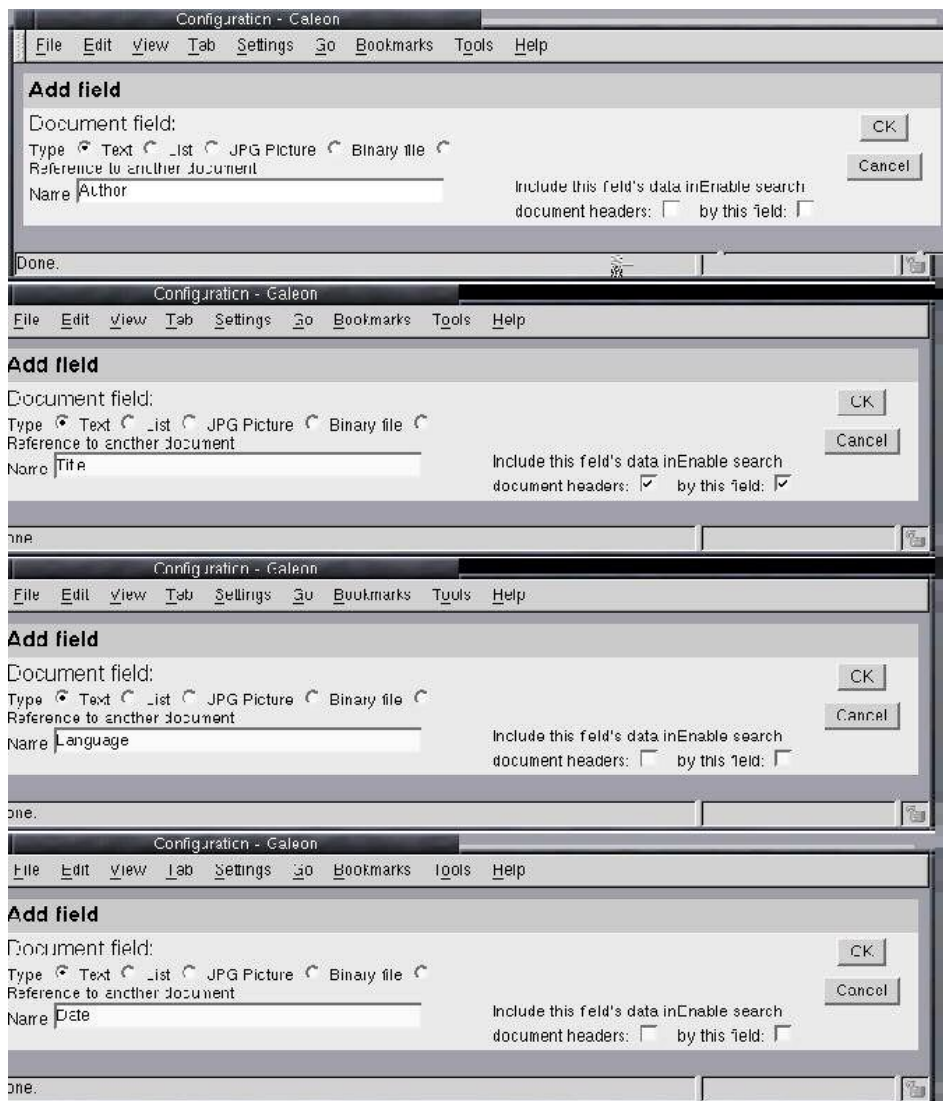 Configuration - Galeon
File Edit View Tab Settings Go Bookmarks Tools Help
Add field
Document field:
Type Text List JPG Picture Binary file
Reference to another document
Name Author
Include this field's data in Enable search
document headers: by this field:
OK
Cancel
Done.
Configuration - Galeon
File Edit View Tab Settings Go Bookmarks Tools Help
Add field
Document field:
Type Text List JPG Picture Binary file
Reference to another document
Name Title
Include this field's data in Enable search
document headers: by this field:
OK
Cancel
one
Configuration - Galeon
File Edit View Tab Settings Go Bookmarks Tools Help
Add field
Document field:
Type Text List JPG Picture Binary file
Reference to another document
Name Language
Include this field's data in Enable search
document headers: by this field:
OK
Cancel
one.
Configuration - Galeon
File Edit View Tab Settings Go Bookmarks Tools Help
Add field
Document field:
Type Text List JPG Picture Binary file
Reference to another document
Name Date
Include this field's data in Enable search
document headers: by this field:
OK
Cancel
one.